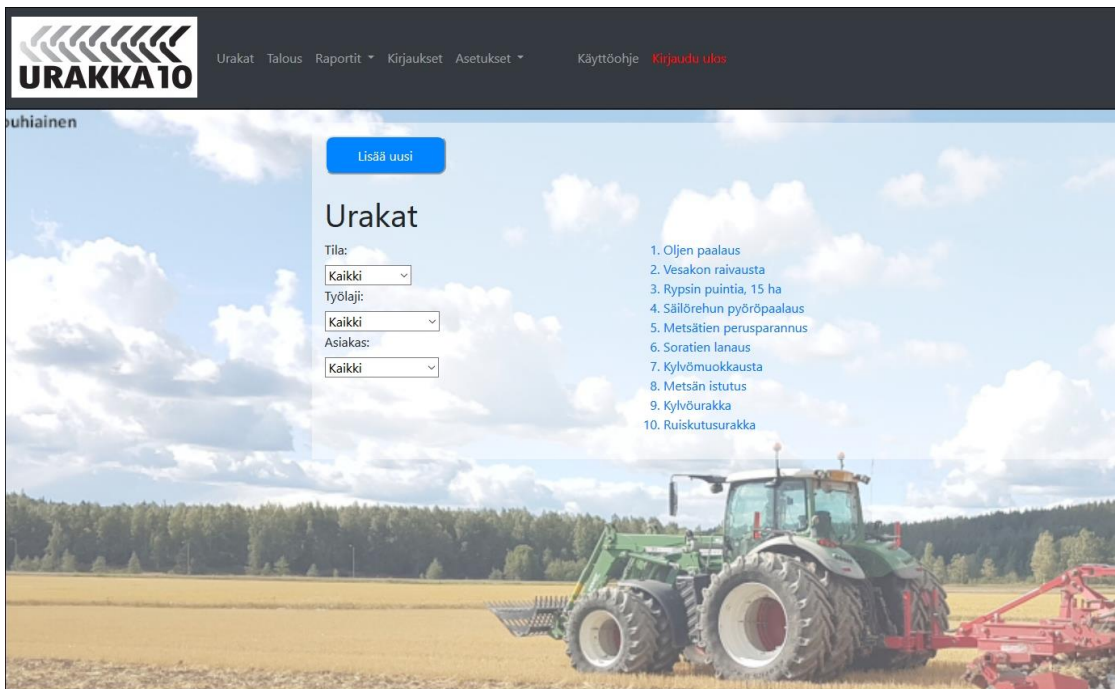 URAKKA10
Urakat Talous Raportit Kirjaukset Asetukset Käyttöohje Kirjaudu ulos
Lisää uusi
Urakat
Tila:
Kaikki
Työlaji:
Kaikki
Asiakas:
Kaikki
1. Oljen paalaus
2. Vesakon raivausta
3. Rypsin puintia, 15 ha
4. Säilörehun pyöröpaalaus
5. Metsätien perusparannus
6. Soratien lanaus
7. Kylvömuokkausta
8. Metsän istutus
9. Kylvöurakka
10. Ruiskutusurakka